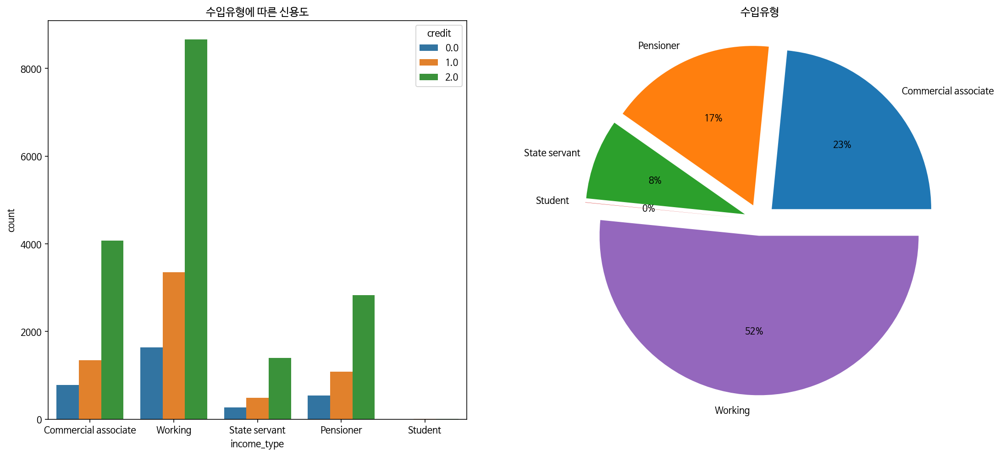 수입유형에 따른 신용도
credit
0.0
1.0
2.0
8000
6000
4000
2000
0
count
Commercial associate
Working
State servant
Pensioner
Student
income_type
수입유형
Pensioner
Commercial associate
17%
23%
State servant
8%
Student
0%
52%
Working